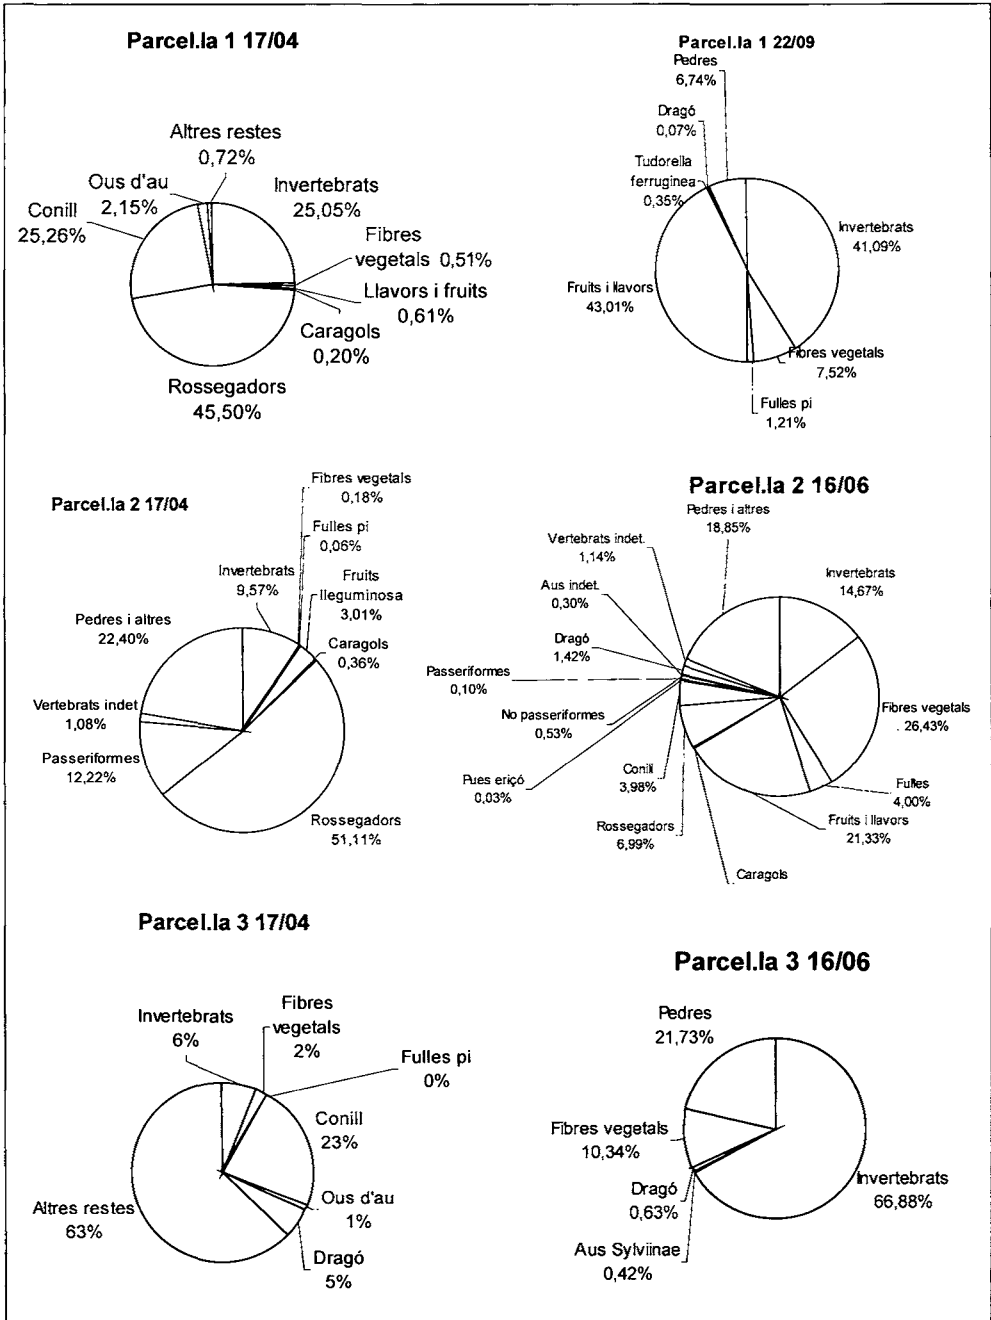 Parcel.la 1 17/04
Altres restes
0,72%
Ous d'au
2,15%
Conill
25,26%
Invertebrats
25,05%
Fibres
vegetals 0,51%
Llavors i fruits
0,61%
Caragols
0,20%
Rossegadors
45,50%
Parcel.la 1 22/09
Pedres
6,74%
Dragó
0,07%
Tudorella
ferruginea
0,35%
Invertebrats
41,09%
Fruits i llavors
43,01%
Fibres vegetals
7,52%
Fulles pi
1,21%
Parcel.la 2 17/04
Fibres vegetals
0,18%
Fulles pi
0,06%
Invertebrats
9,57%
Fruits
lleguminosa
3,01%
Pedres i altres
22,40%
Caragols
0,36%
Vertebrats indet
1,08%
Passeriformes
12,22%
Rossegadors
51,11%
Parcel.la 2 16/06
Pedres i altres
18,85%
Vertebrats indet.
1,14%
Aus indet.
0,30%
Invertebrats
14,67%
Dragó
1,42%
Passeriformes
0,10%
No passeriformes
0,53%
Fibres vegetals
26,43%
Pues eriçó
0,03%
Conill
3,98%
Fulles
4,00%
Rossegadors
6,99%
Fruits i llavors
21,33%
Caragols
Parcel.la 3 17/04
Fibres
vegetals
2%
Invertebrats
6%
Fulles pi
0%
Conill
23%
Altres restes
63%
Ous d'au
1%
Dragó
5%
Parcel.la 3 16/06
Pedres
21,73%
Fibres vegetals
10,34%
Dragó
0,63%
Aus Sylviinae
0,42%
Invertebrats
66,88%